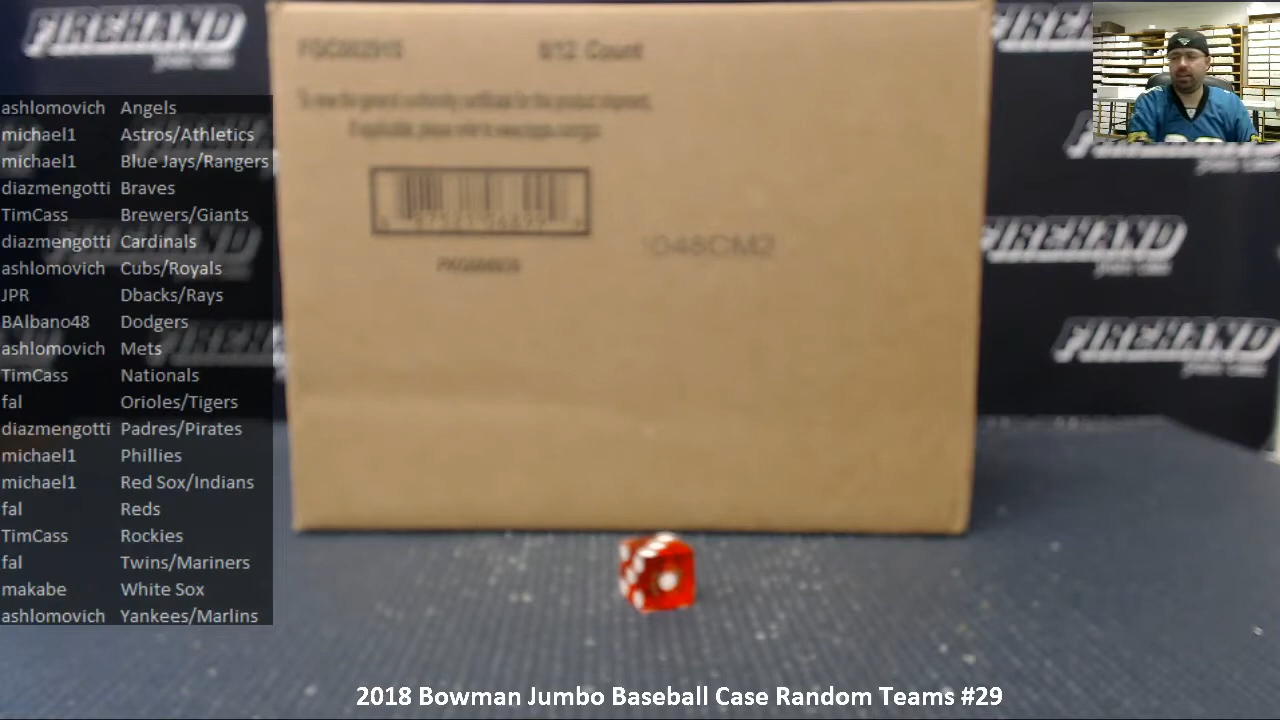 FIREHAND
ashlomovich Angels
michael1 Astros/Athletics
michael1 Blue Jays/Rangers
diazmengotti Braves
TimCass Brewers/Giants
diazmengotti Cardinals
ashlomovich Cubs/Royals
JPR Dbacks/Rays
BAlbano48 Dodgers
ashlomovich Mets
TimCass Nationals
fal Orioles/Tigers
diazmengotti Padres/Pirates
michael1 Phillies
michael1 Red Sox/Indians
fal Reds
TimCass Rockies
fal Twins/Mariners
makabe White Sox
ashlomovich Yankees/Marlins
Count
048CM2
FIREHAND
FIREHAND
2018 Bowman Jumbo Baseball Case Random Teams #29